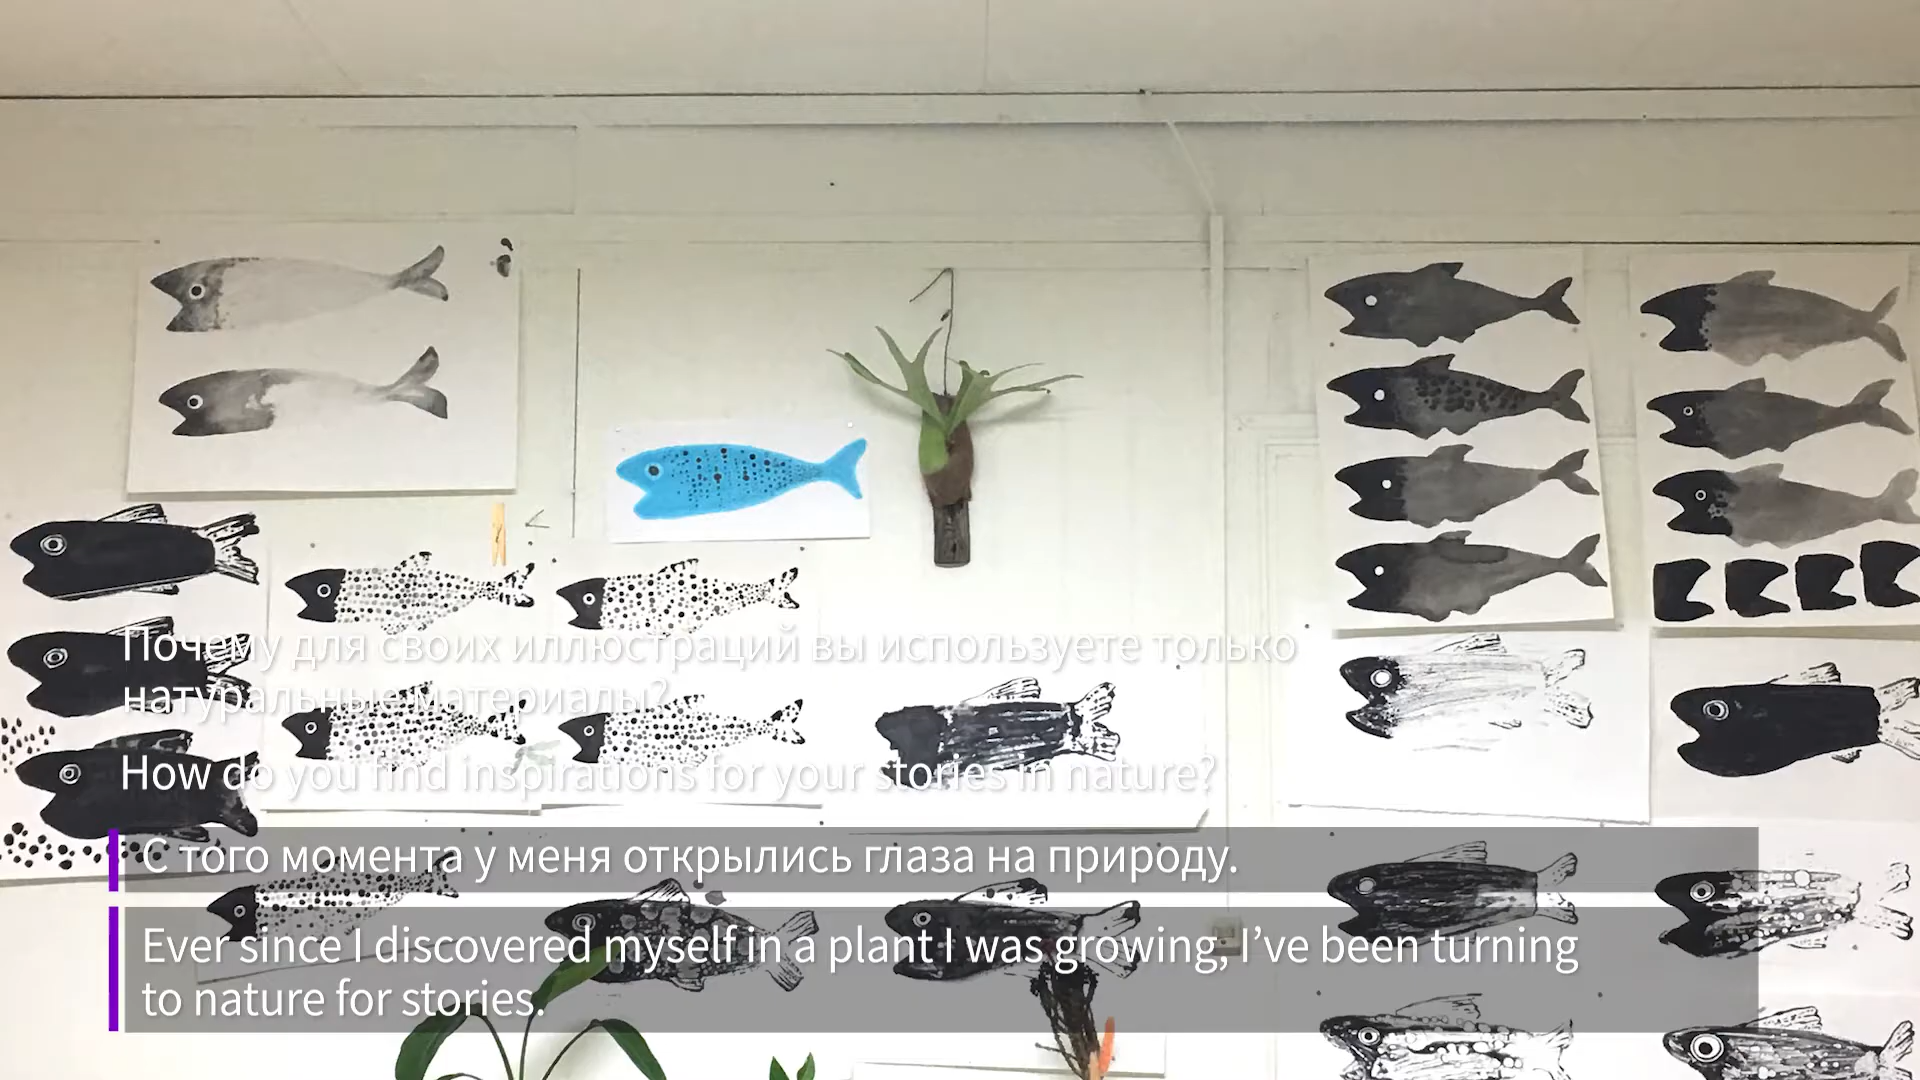 Почему для своих иллюстраций вы используете только
натуральные материалы?
How do you find inspirations for your stories in nature?
С того момента у меня открылись глаза на природу.
Ever since I discovered myself in a plant I was growing, I’ve been turning
to nature for stories.